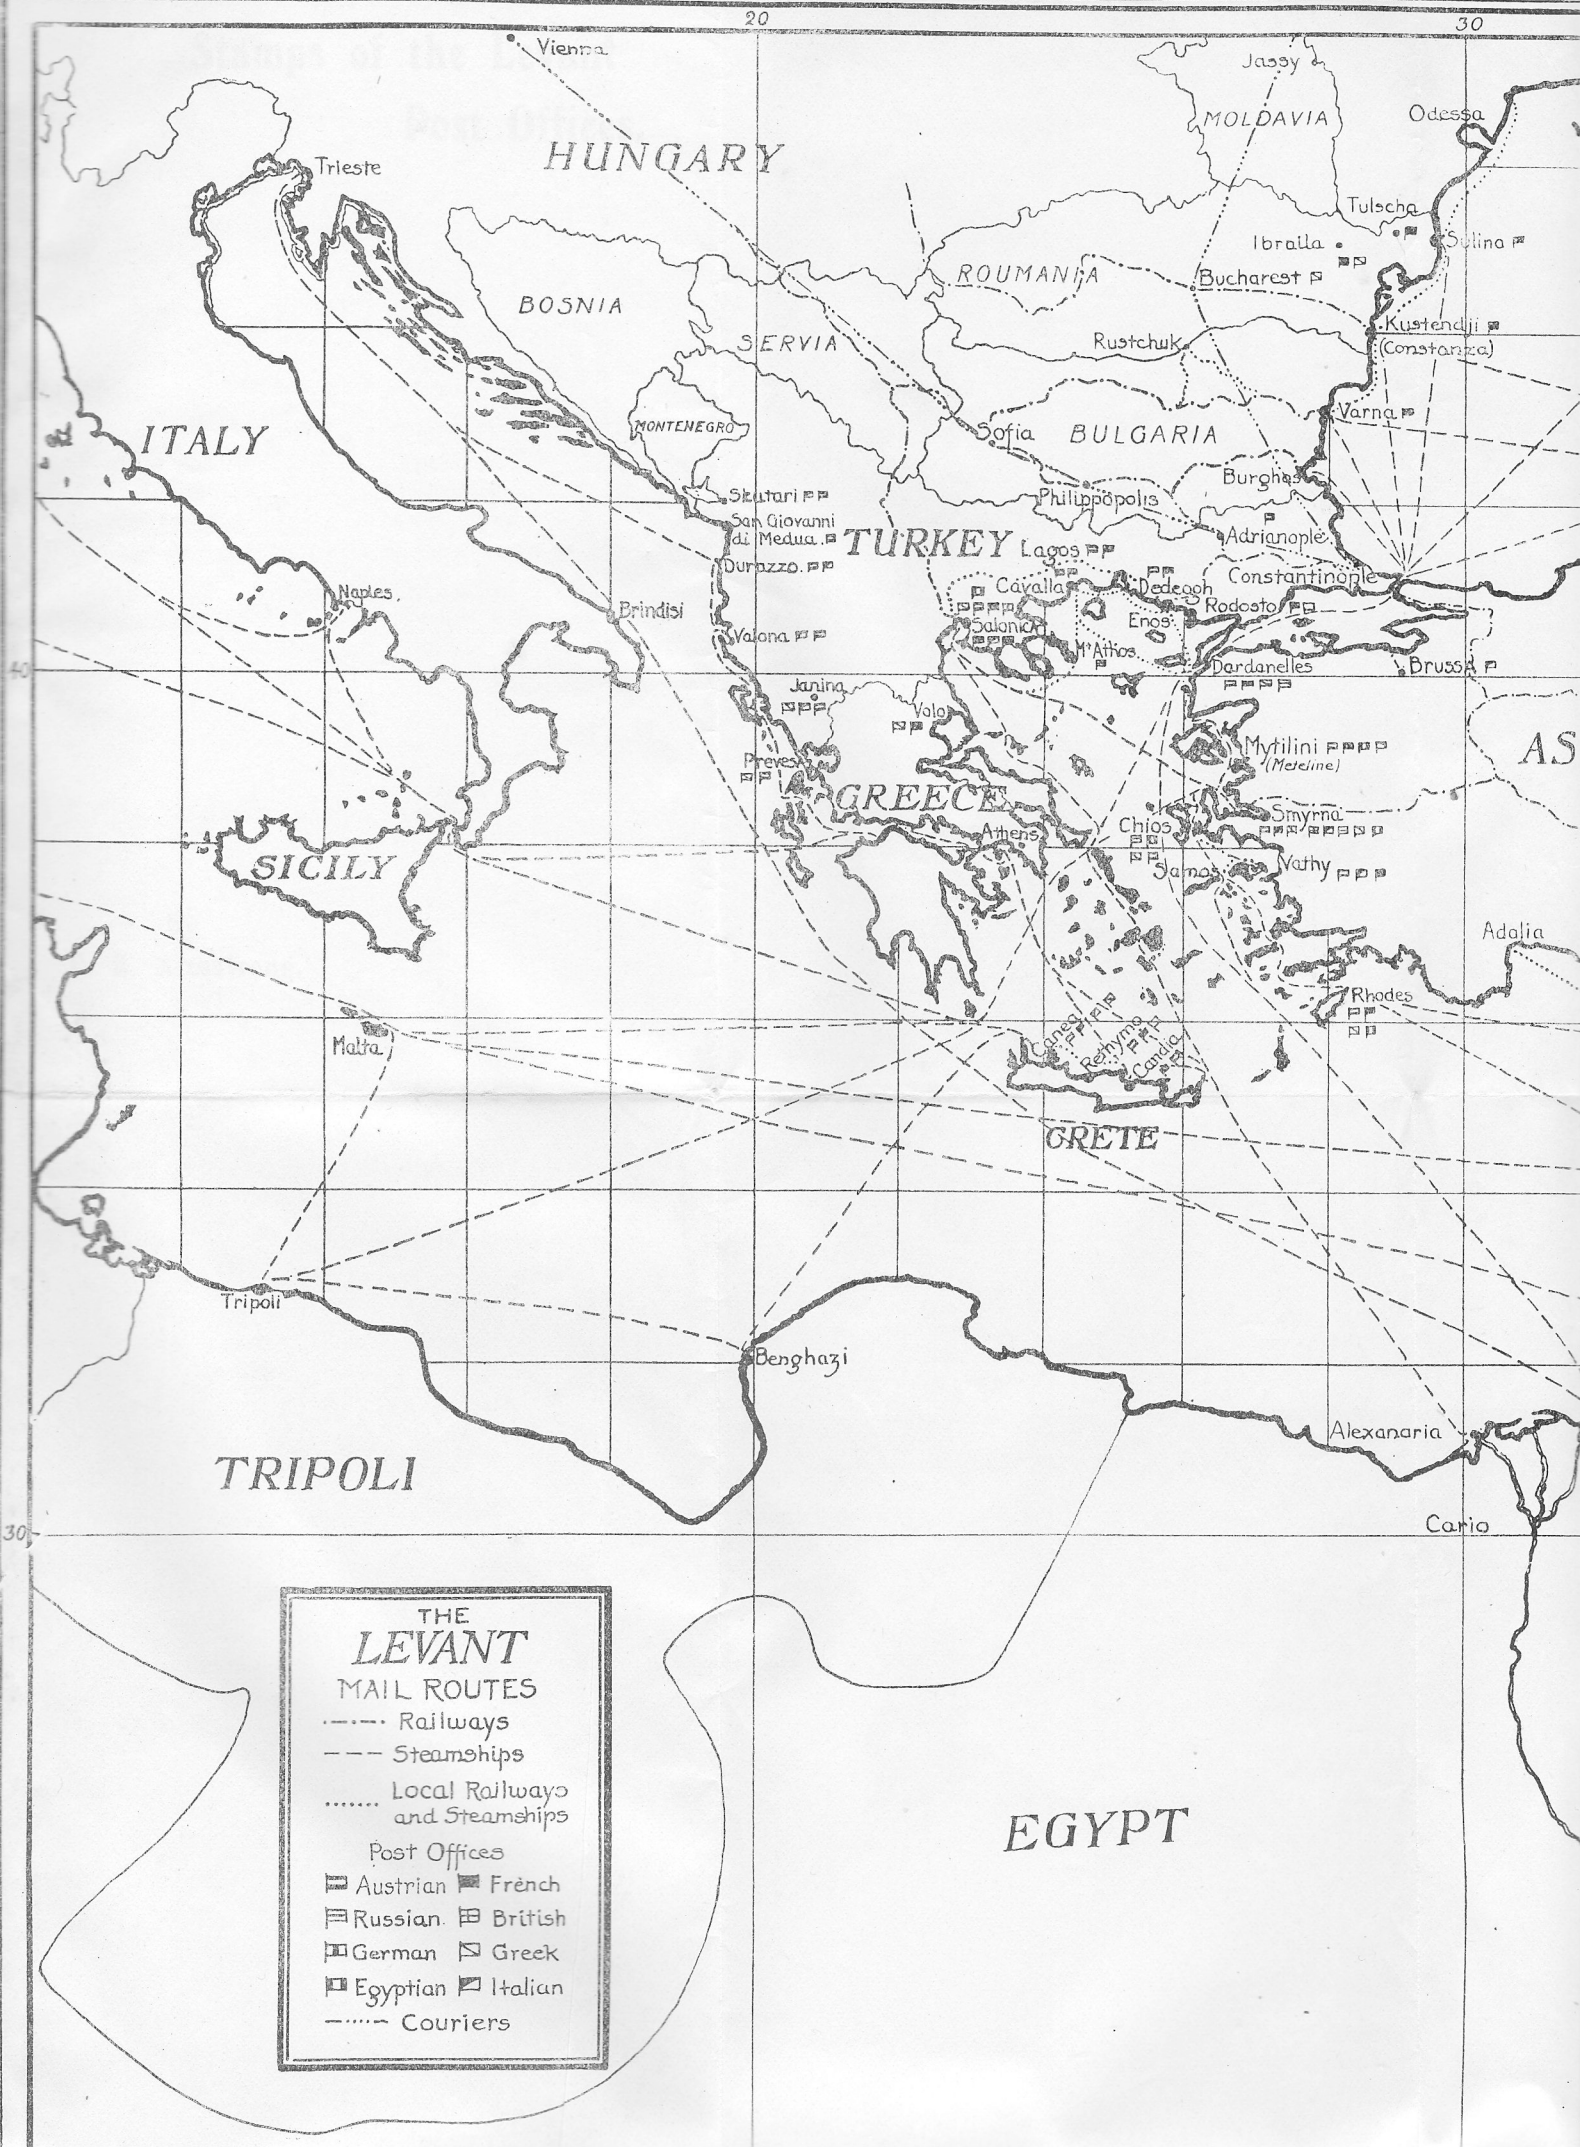 20
30
Vienna
Jassy
MOLDAVIA
Odessa
HUNGARY
Trieste
Tulscha
Ibraila
Sulina
ROUMANIA
Bucharest
BOSNIA
Kustendji
(Constanza)
SERVIA
Rustchuk
ITALY
MONTENEGRO
Varna
Sofia
BULGARIA
Burghas
Philippopolis
Skutari
San Giovanni
di Medua
TURKEY
Lagos
Adrianople
Durazzo
Cavalla
Dedegoh
Constantinople
Naples
Brindisi
Rodosto
Enos
Salonica
Valona
Mt Athos
40
Dardanelles
Brussa
Janina
Volo
Mytilini
(Meteline)
AS
Preves
GREECE
Smyrna
Athens
Chios
SICILY
Samos
Vathy
Adalia
Rhodes
Malta
Canea
Rethymo
Candia
CRETE
Tripoli
Benghazi
Alexanaria
TRIPOLI
30
Cario
THE
LEVANT
MAIL ROUTES
Railways
Steamships
Local Railways
and Steamships
Post Offices
Austrian French
Russian British
German Greek
Egyptian Italian
Couriers
EGYPT